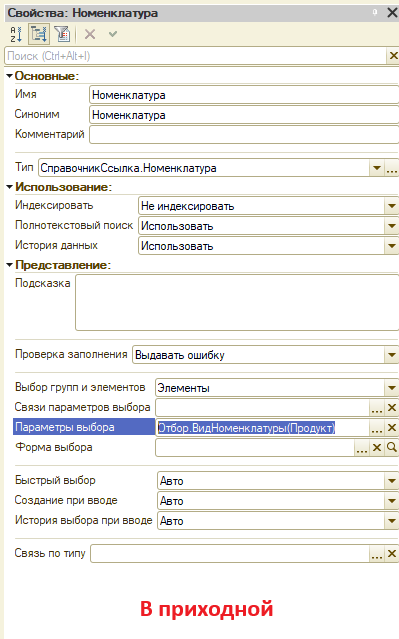 Свойства: Номенклатура
Поиск (Ctrl+Alt+I)
Основные:
Имя Номенклатура
Синоним Номенклатура
Комментарий
Тип СправочникСсылка.Номенклатура
Использование:
Индексировать Не индексировать
Полнотекстовый поиск Использовать
История данных Использовать
Представление:
Подсказка
Проверка заполнения Выдавать ошибку
Выбор групп и элементов Элементы
Связи параметров выбора
Параметры выбора Отбор.ВидНоменклатуры(Продукт)
Форма выбора
Быстрый выбор Авто
Создание при вводе Авто
История выбора при вводе Авто
Связь по типу
В приходной